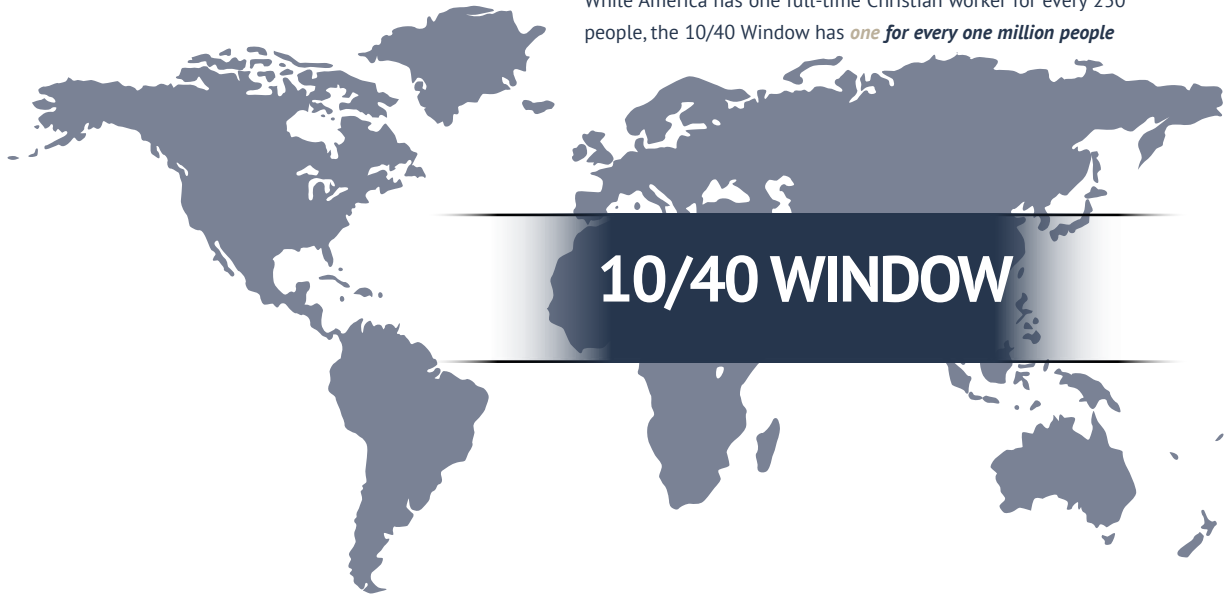 While America has one full-time Christian worker for every 230
people, the 10/40 Window has one for every one million people
10/40 WINDOW